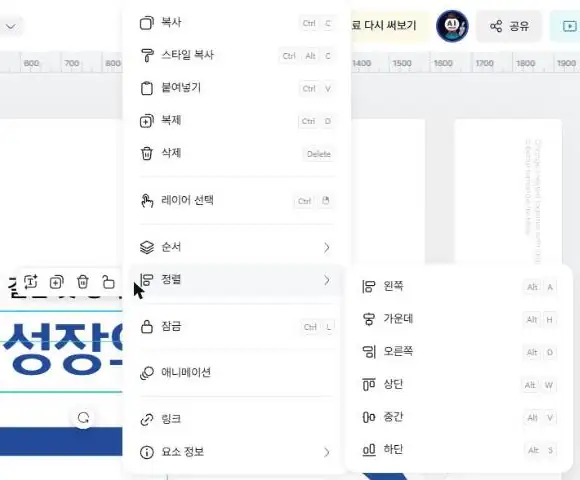 복사 Ctrl C
료 다시 써보기
공유
스타일 복사 Ctrl Alt C
600 700 800 1400 1500 1600 1700 1800 1900
붙여넣기 Ctrl V
복제 Ctrl D
삭제 Delete
레이어 선택 Ctrl
순서
정렬
잠금 Ctrl L
애니메이션
링크
요소 정보
왼쪽 Alt A
가운데 Alt H
오른쪽 Alt D
상단 Alt W
중간 Alt V
하단 Alt S
성장